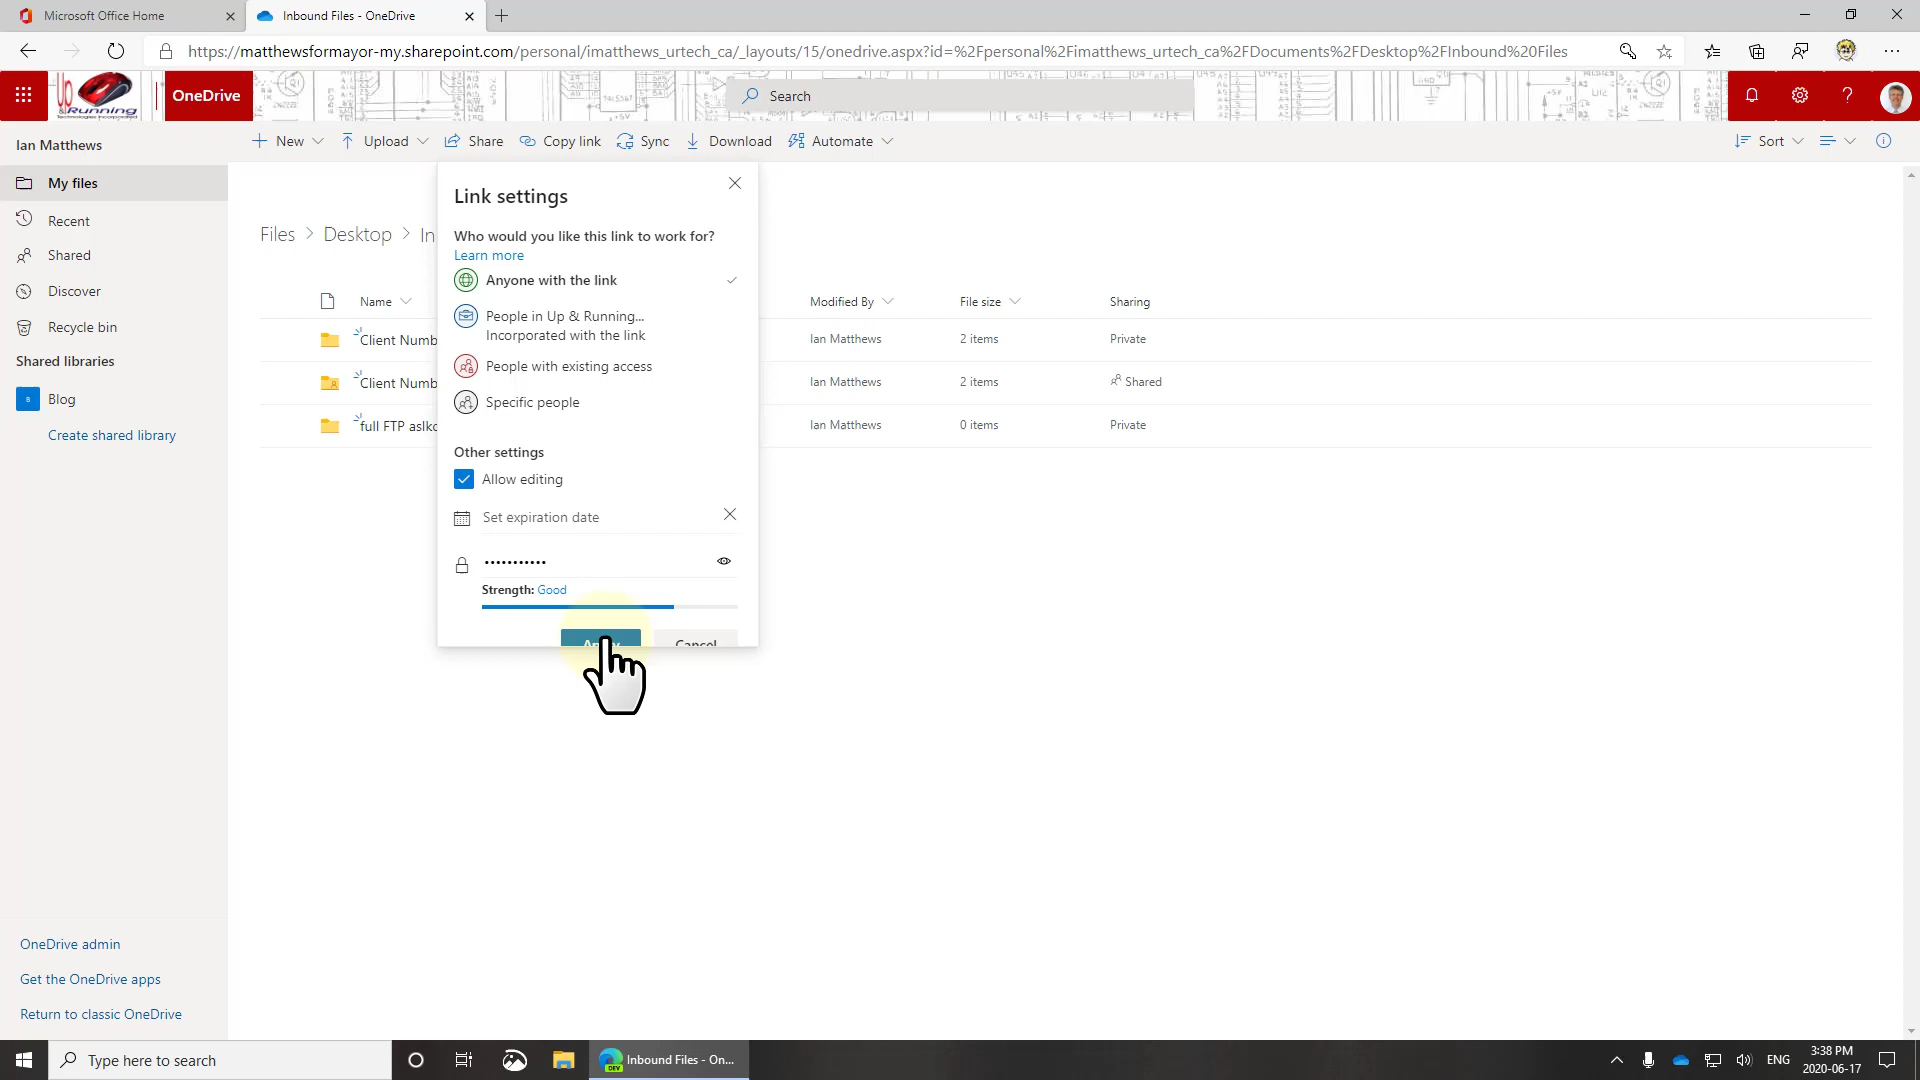 Microsoft Office Home
Inbound Files - OneDrive
https://matthewsformayor-my.sharepoint.com/personal/imatthews_urtech_ca/_layouts/15/onedrive.aspx?id=%2Fpersonal%2Fimatthews_urtech_ca%2FDocuments%2FDesktop%2FInbound%20Files
Up
Running
Technologies Incorporated
OneDrive
Search
Ian Matthews
New
Upload
Share
Copy link
Sync
Download
Automate
Sort
My files
Recent
Shared
Discover
Recycle bin
Shared libraries
B
Blog
Create shared library
Files > Desktop > In
Name
Modified By
File size
Sharing
Client Numb
Ian Matthews
2 items
Private
Client Numb
Ian Matthews
2 items
Shared
full FTP aslkd
Ian Matthews
0 items
Private
Link settings
Who would you like this link to work for?
Learn more
Anyone with the link
People in Up & Running...
Incorporated with the link
People with existing access
Specific people
Other settings
Allow editing
Set expiration date
•••••••••••
Strength: Good
Cancel
OneDrive admin
Get the OneDrive apps
Return to classic OneDrive
Type here to search
DEV
Inbound Files - On...
ENG
3:38 PM
2020-06-17